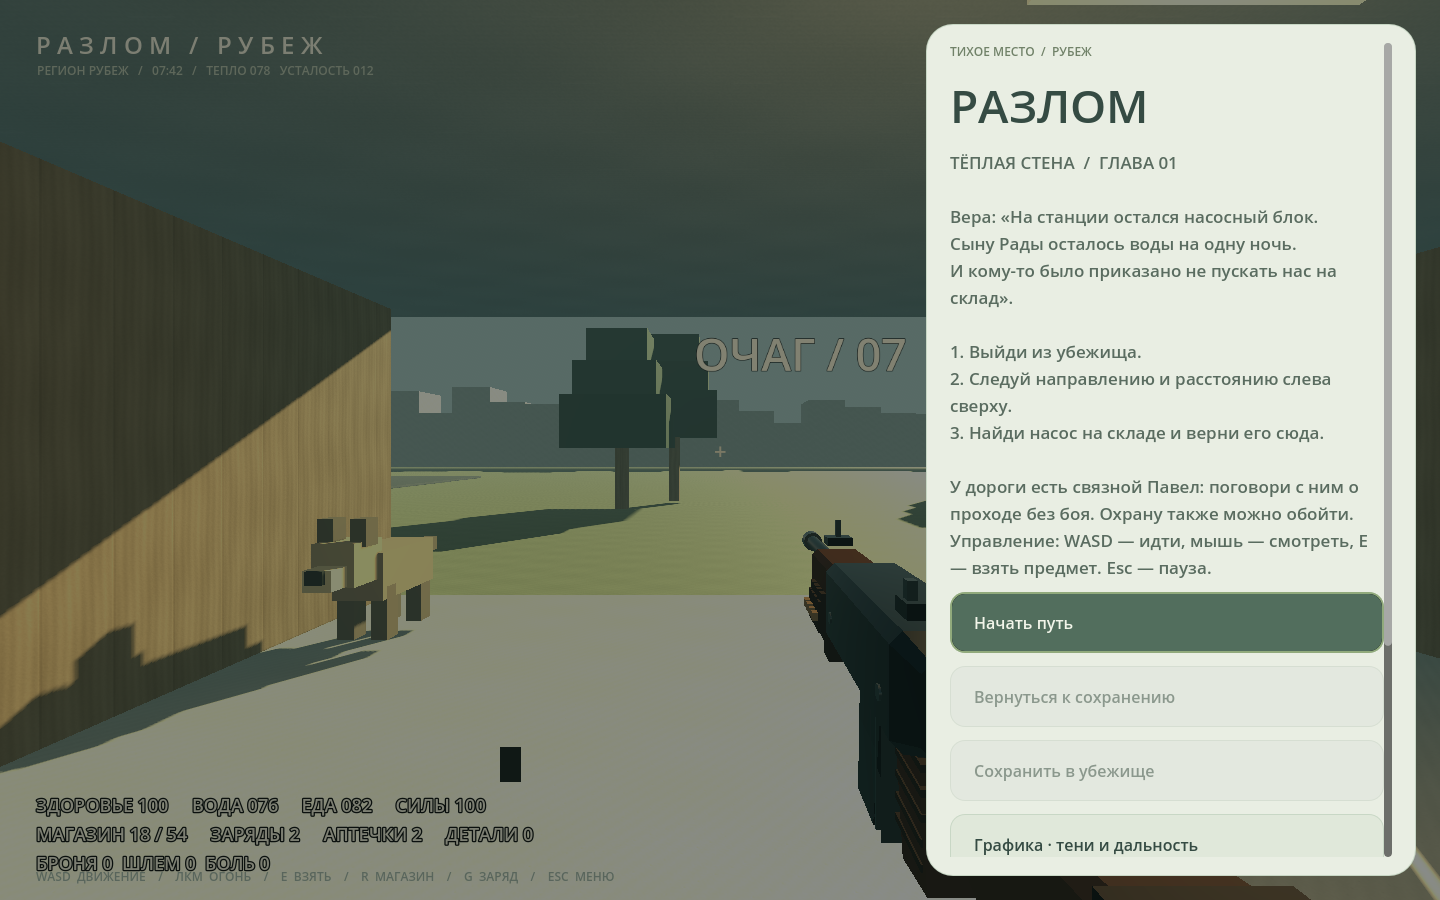 РАЗЛОМ / РУБЕЖ
РЕГИОН РУБЕЖ / 07:42 / ТЕПЛО 078 УСТАЛОСТЬ 012
ОЧАГ / 07
ЗДОРОВЬЕ 100 ВОДА 076 ЕДА 082 СИЛЫ 100
МАГАЗИН 18 / 54 ЗАРЯДЫ 2 АПТЕЧКИ 2 ДЕТАЛИ 0
БРОНЯ 0 ШЛЕМ 0 БОЛЬ 0
WASD ДВИЖЕНИЕ / ЛКМ ОГОНЬ / E ВЗЯТЬ / R МАГАЗИН / G ЗАРЯД / ESC МЕНЮ
ТИХОЕ МЕСТО / РУБЕЖ
РАЗЛОМ
ТЁПЛАЯ СТЕНА / ГЛАВА 01
Вера: «На станции остался насосный блок.
Сыну Рады осталось воды на одну ночь.
И кому-то было приказано не пускать нас на
склад».
1. Выйди из убежища.
2. Следуй направлению и расстоянию слева
сверху.
3. Найди насос на складе и верни его сюда.
У дороги есть связной Павел: поговори с ним о
проходе без боя. Охрану также можно обойти.
Управление: WASD — идти, мышь — смотреть, E
— взять предмет. Esc — пауза.
Начать путь
Вернуться к сохранению
Сохранить в убежище
Графика · тени и дальность